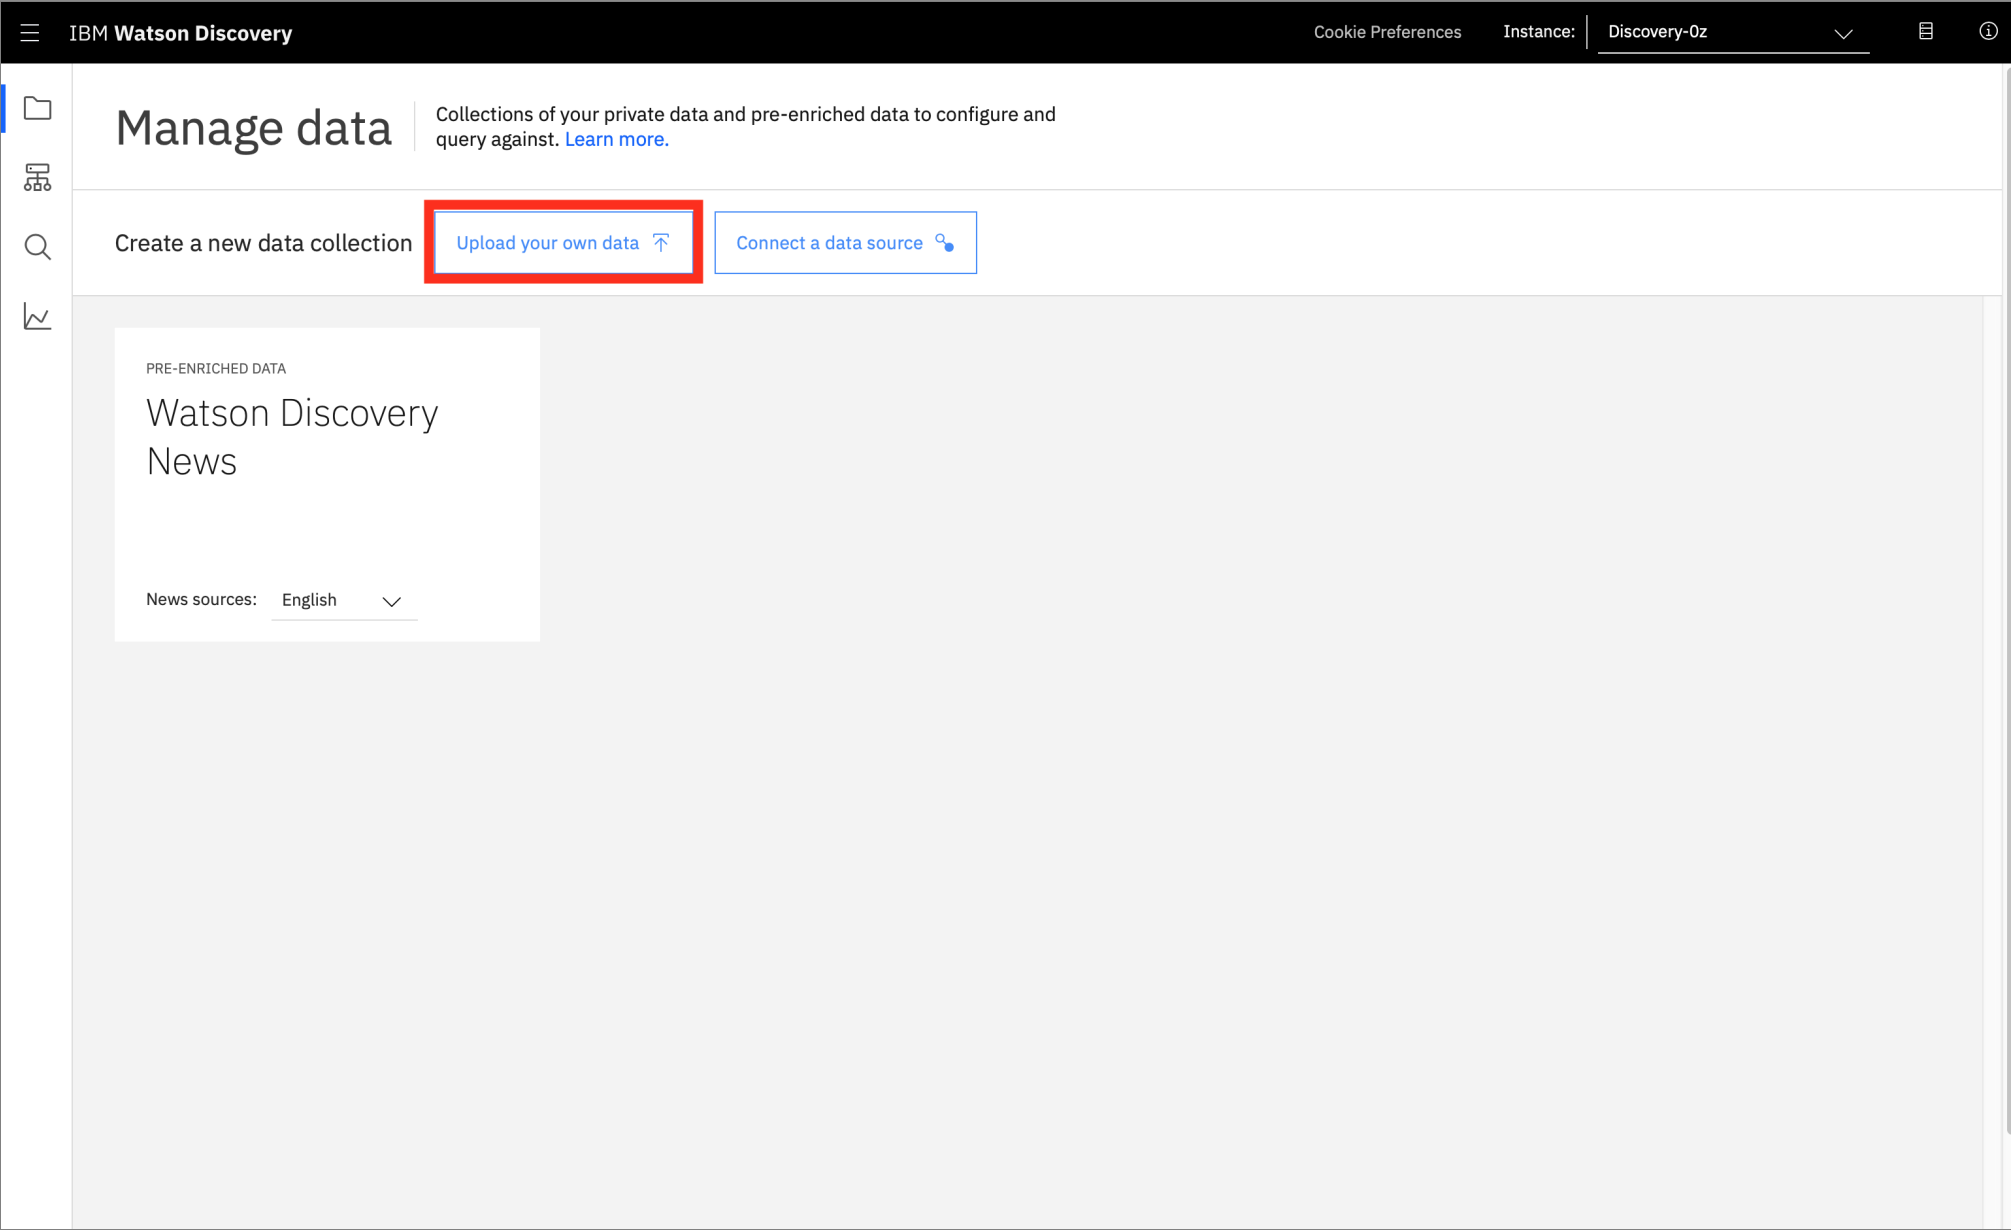 IBM Watson Discovery
Cookie Preferences
Instance:
Discovery-0z
Manage data
Collections of your private data and pre-enriched data to configure and
query against. Learn more.
Create a new data collection
Upload your own data
Connect a data source
PRE-ENRICHED DATA
Watson Discovery
News
News sources:
English